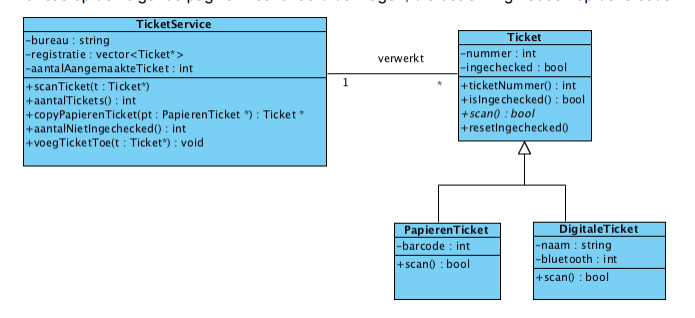 TicketService
-bureau : string
-registratie : vector<Ticket*>
-aantalAangemaakteTicket : int
+scanTicket(t : Ticket*)
+aantalTickets() : int
+copyPapierenTicket(pt : PapierenTicket *) : Ticket *
+aantalNietIngechecked() : int
+voegTicketToe(t : Ticket*) : void
verwerkt
1
*
Ticket
-nummer : int
-ingechecked : bool
+ticketNummer() : int
+isIngechecked() : bool
+scan() : bool
+resetIngechecked()
PapierenTicket
-barcode : int
+scan() : bool
DigitaleTicket
-naam : string
-bluetooth : int
+scan() : bool